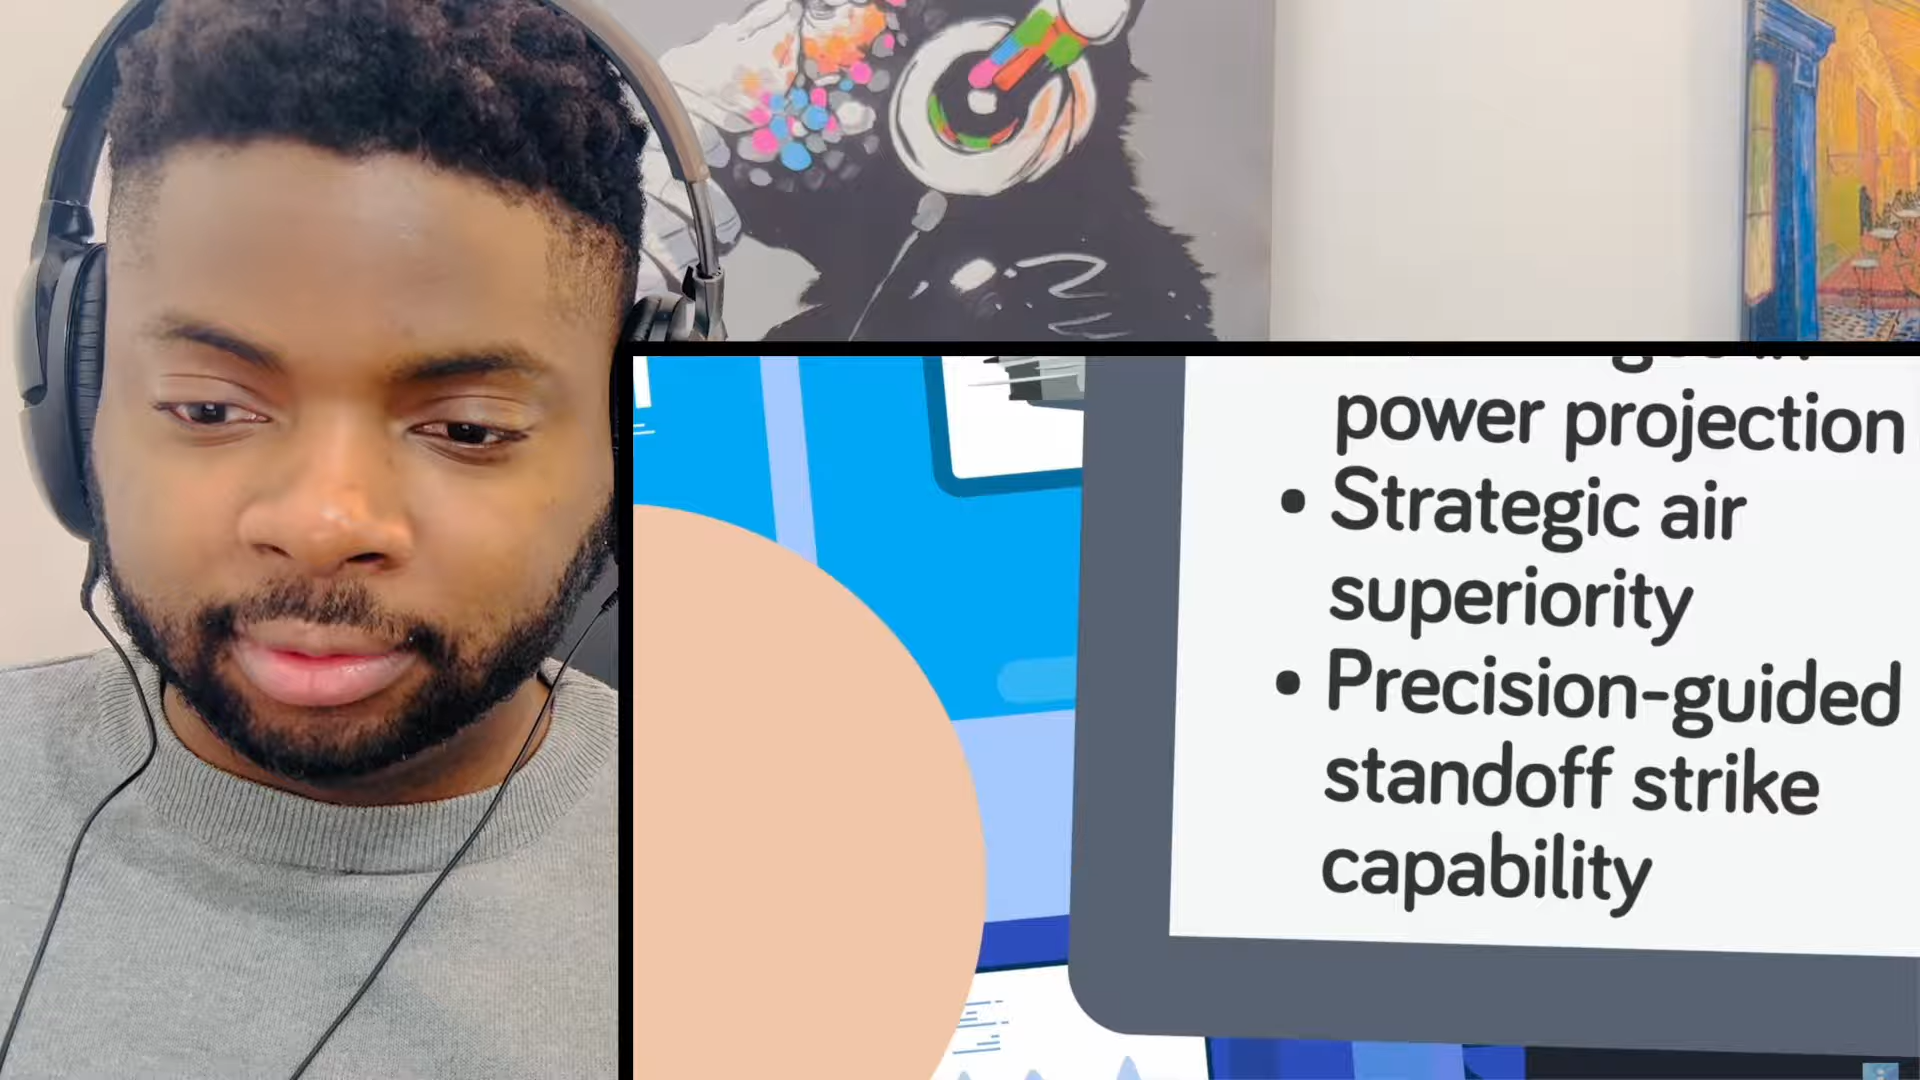 power projection
• Strategic air
superiority
• Precision-guided
standoff strike
capability